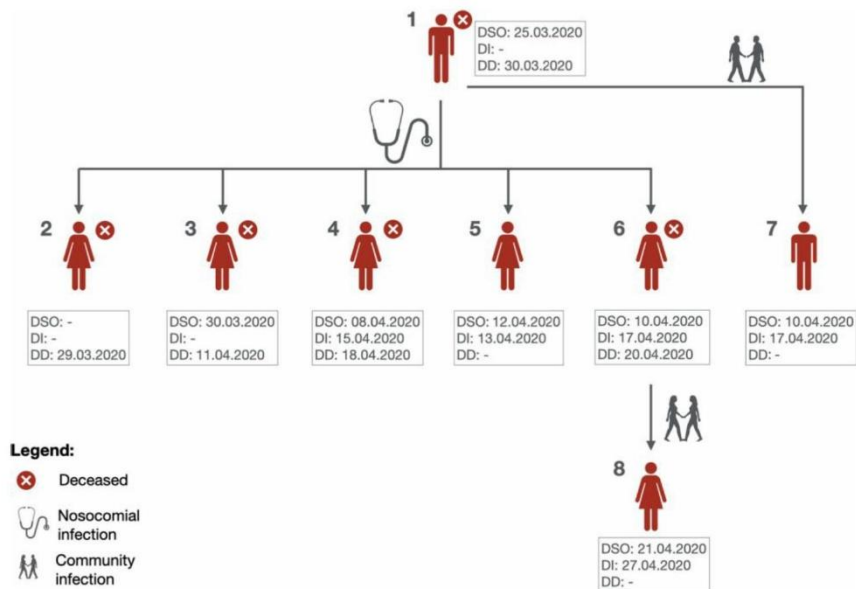 1
DSO: 25.03.2020
DI: -
DD: 30.03.2020
2
3
4
5
6
7
DSO: -
DI: -
DD: 29.03.2020
DSO: 30.03.2020
DI: -
DD: 11.04.2020
DSO: 08.04.2020
DI: 15.04.2020
DD: 18.04.2020
DSO: 12.04.2020
DI: 13.04.2020
DD: -
DSO: 10.04.2020
DI: 17.04.2020
DD: 20.04.2020
DSO: 10.04.2020
DI: 17.04.2020
DD: -
8
DSO: 21.04.2020
DI: 27.04.2020
DD: -
Legend:
Deceased
Nosocomial
infection
Community
infection